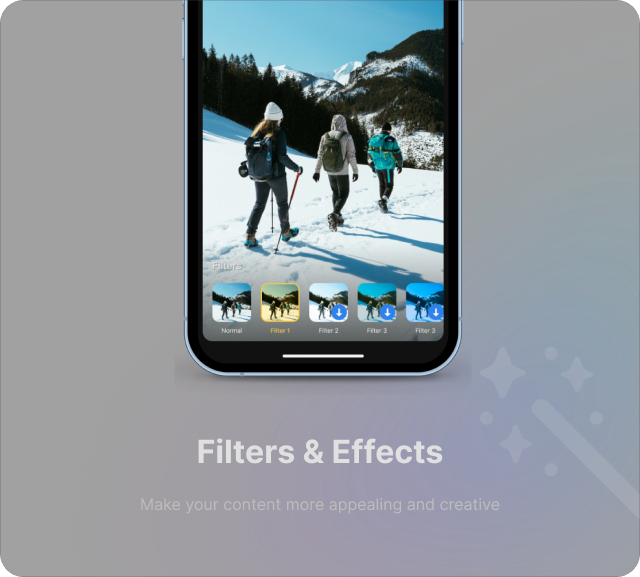 Filters
Normal
Filter 1
Filter 2
Filter 3
Filter 3
Filters & Effects
Make your content more appealing and creative